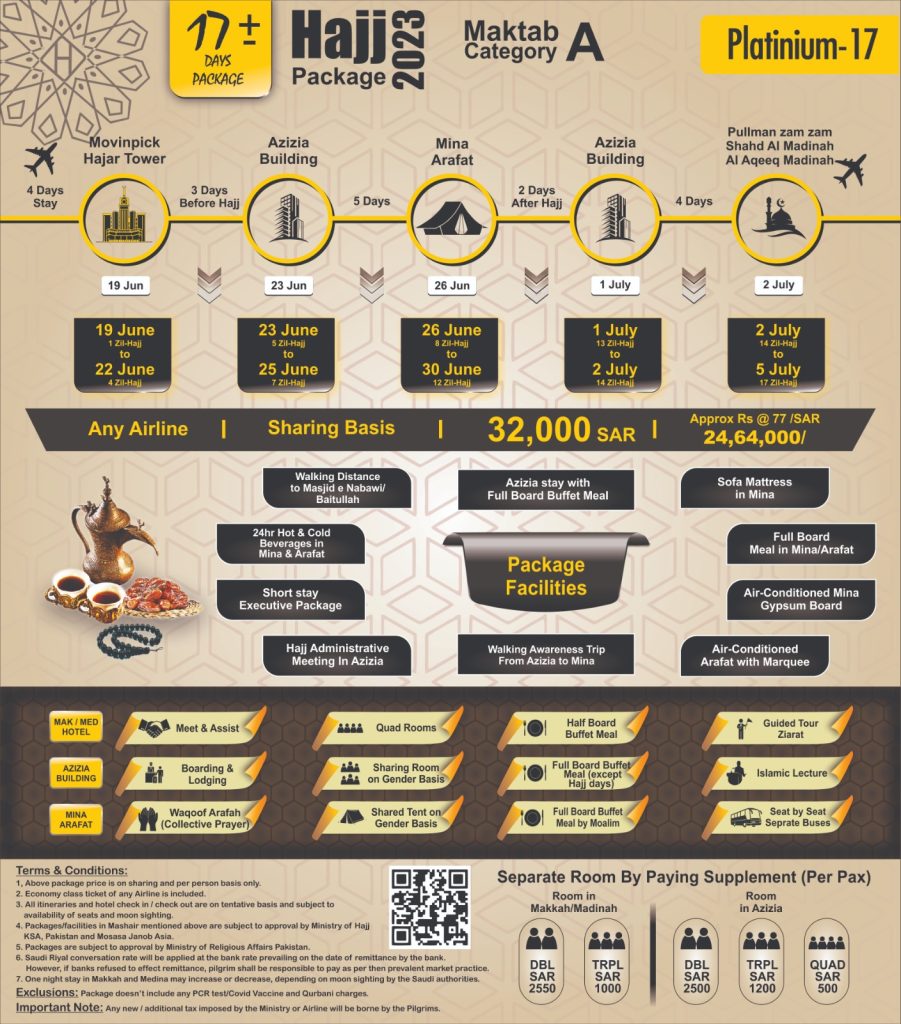 17±
DAYS
PACKAGE
Hajj
Package
2023
Maktab
Category A
Platinium-17
Movinpick
Hajar Tower
Azizia
Building
Mina
Arafat
Azizia
Building
Pullman zam zam
Shahd Al Madinah
Al Aqeeq Madinah
4 Days
Stay
3 Days
Before Hajj
5 Days
2 Days
After Hajj
4 Days
19 Jun
23 Jun
26 Jun
1 July
2 July
19 June
1 Zil-Hajj
to
22 June
4 Zil-Hajj
23 June
5 Zil-Hajj
to
25 June
7 Zil-Hajj
26 June
8 Zil-Hajj
to
30 June
12 Zil-Hajj
1 July
13 Zil-Hajj
to
2 July
14 Zil-Hajj
2 July
14 Zil-Hajj
to
5 July
17 Zil-Hajj
Any Airline | Sharing Basis | 32,000 SAR | Approx Rs @ 77 /SAR
24,64,000/
Walking Distance
to Masjid e Nabawi/
Baitullah
Azizia stay with
Full Board Buffet Meal
Sofa Mattress
in Mina
24hr Hot & Cold
Beverages in
Mina & Arafat
Package
Facilities
Full Board
Meal in Mina/Arafat
Short stay
Executive Package
Air-Conditioned Mina
Gypsum Board
Hajj Administrative
Meeting In Azizia
Walking Awareness Trip
From Azizia to Mina
Air-Conditioned
Arafat with Marquee
MAK / MED
HOTEL
Meet & Assist
Quad Rooms
Half Board
Buffet Meal
Guided Tour
Ziarat
AZIZIA
BUILDING
Boarding &
Lodging
Sharing Room
on Gender Basis
Full Board Buffet
Meal (except
Hajj days)
Islamic Lecture
MINA
ARAFAT
Waqoof Arafah
(Collective Prayer)
Shared Tent on
Gender Basis
Full Board Buffet
Meal by Moalim
Seat by Seat
Seprate Buses
Terms & Conditions:
1, Above package price is on sharing and per person basis only.
2. Economy class ticket of any Airline is included.
3. All itineraries and hotel check in / check out are on tentative basis and subject to
availability of seats and moon sighting.
4. Packages/facilities in Mashair mentioned above are subject to approval by Ministry of Hajj
KSA, Pakistan and Mosasa Janob Asia.
5. Packages are subject to approval by Ministry of Religious Affairs Pakistan.
6. Saudi Riyal conversation rate will be applied at the bank rate prevailing on the date of remittance by the bank.
However, if banks refused to effect remittance, pilgrim shall be responsible to pay as per then prevalent market practice.
7. One night stay in Makkah and Medina may increase or decrease, depending on moon sighting by the Saudi authorities.
Exclusions: Package doesn't include any PCR test/Covid Vaccine and Qurbani charges.
Important Note: Any new / additional tax imposed by the Ministry or Airline will be borne by the Pilgrims.
Separate Room By Paying Supplement (Per Pax)
Room in
Makkah/Madinah
Room
in Azizia
DBL
SAR
2550
TRPL
SAR
1000
DBL
SAR
2500
TRPL
SAR
1200
QUAD
SAR
500